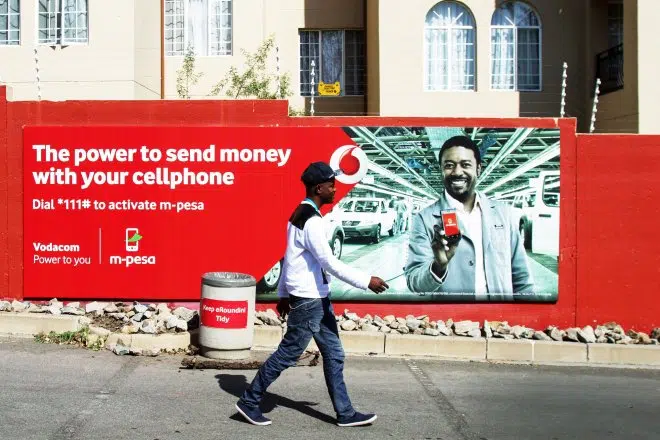 The power to send money
with your cellphone
Dial *111# to activate m-pesa
Vodacom
Power to you
m-pesa
Keep eRoundini
Tidy